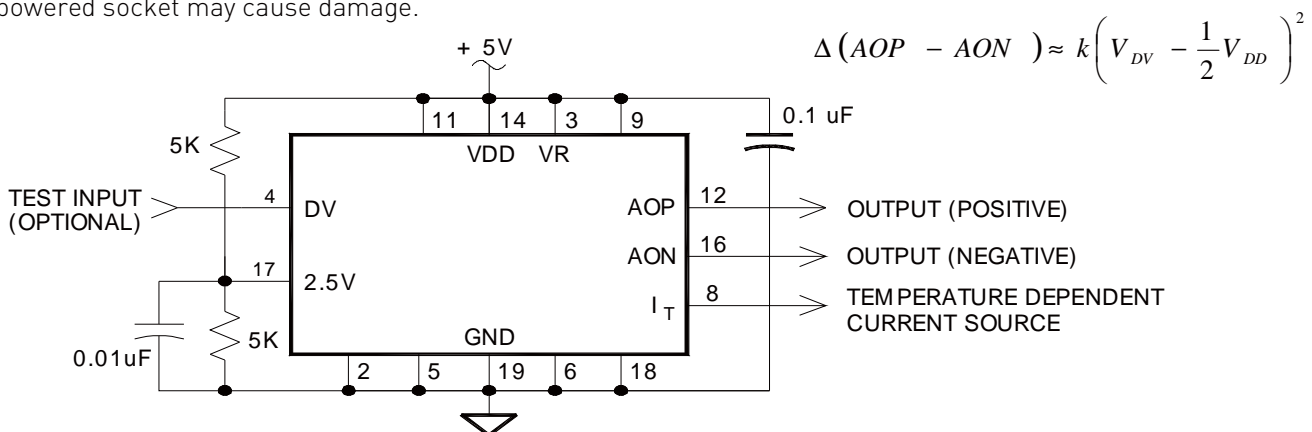 powered socket may cause damage.
Δ(AOP - AON) ≈ k(V_DV - 1/2 V_DD)^2
+ 5V
11 14 3 9
0.1 uF
5K
VDD VR
TEST INPUT
(OPTIONAL)
4
DV
AOP
12
OUTPUT (POSITIVE)
AON
16
OUTPUT (NEGATIVE)
17
2.5V
I_T
8
TEMPERATURE DEPENDENT
CURRENT SOURCE
5K
GND
0.01uF
2 5 19 6 18